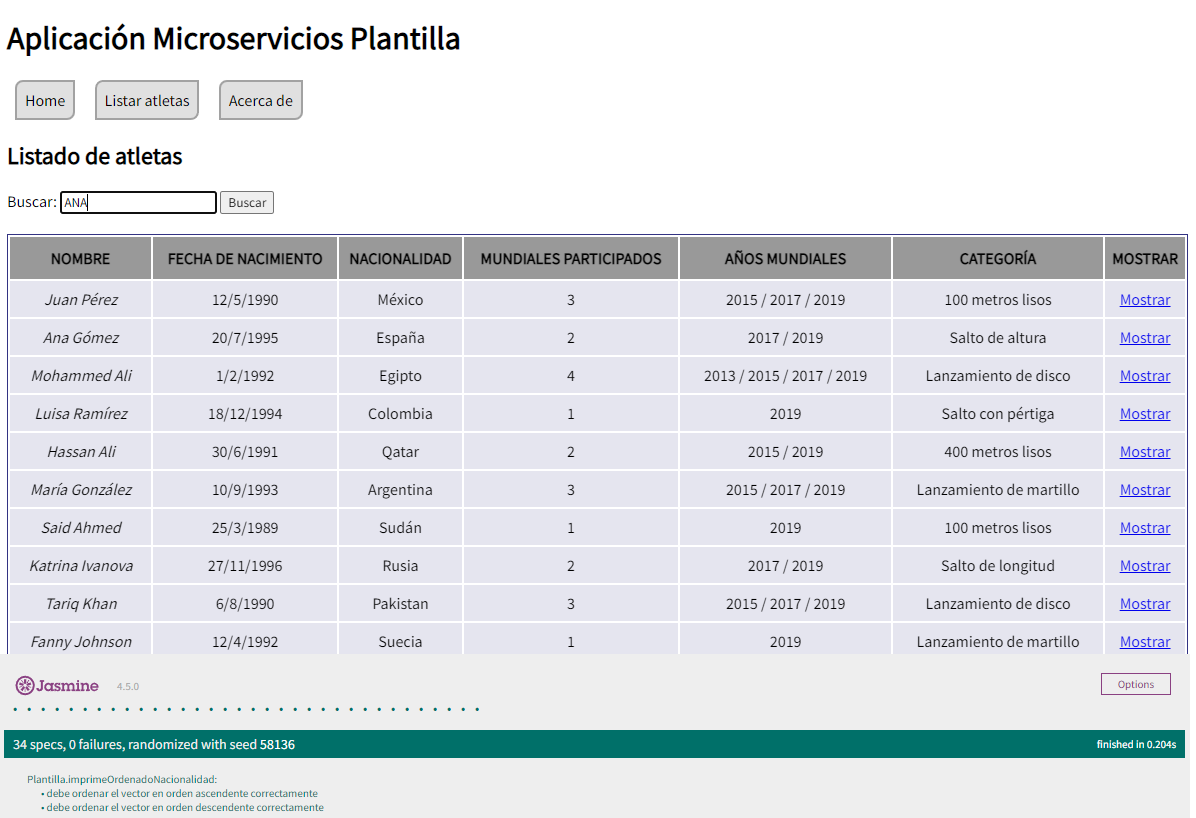 Aplicación Microservicios Plantilla
Home Listar atletas Acerca de
Listado de atletas
Buscar: ANA Buscar
NOMBRE FECHA DE NACIMIENTO NACIONALIDAD MUNDIALES PARTICIPADOS AÑOS MUNDIALES CATEGORÍA MOSTRAR
Juan Pérez 12/5/1990 México 3 2015 / 2017 / 2019 100 metros lisos Mostrar
Ana Gómez 20/7/1995 España 2 2017 / 2019 Salto de altura Mostrar
Mohammed Ali 1/2/1992 Egipto 4 2013 / 2015 / 2017 / 2019 Lanzamiento de disco Mostrar
Luisa Ramírez 18/12/1994 Colombia 1 2019 Salto con pértiga Mostrar
Hassan Ali 30/6/1991 Qatar 2 2015 / 2019 400 metros lisos Mostrar
María González 10/9/1993 Argentina 3 2015 / 2017 / 2019 Lanzamiento de martillo Mostrar
Said Ahmed 25/3/1989 Sudán 1 2019 100 metros lisos Mostrar
Katrina Ivanova 27/11/1996 Rusia 2 2017 / 2019 Salto de longitud Mostrar
Tariq Khan 6/8/1990 Pakistan 3 2015 / 2017 / 2019 Lanzamiento de disco Mostrar
Fanny Johnson 12/4/1992 Suecia 1 2019 Lanzamiento de martillo Mostrar
Jasmine 4.5.0 Options
34 specs, 0 failures, randomized with seed 58136 finished in 0.204s
Plantilla.imprimeOrdenadoNacionalidad:
• debe ordenar el vector en orden ascendente correctamente
• debe ordenar el vector en orden descendente correctamente